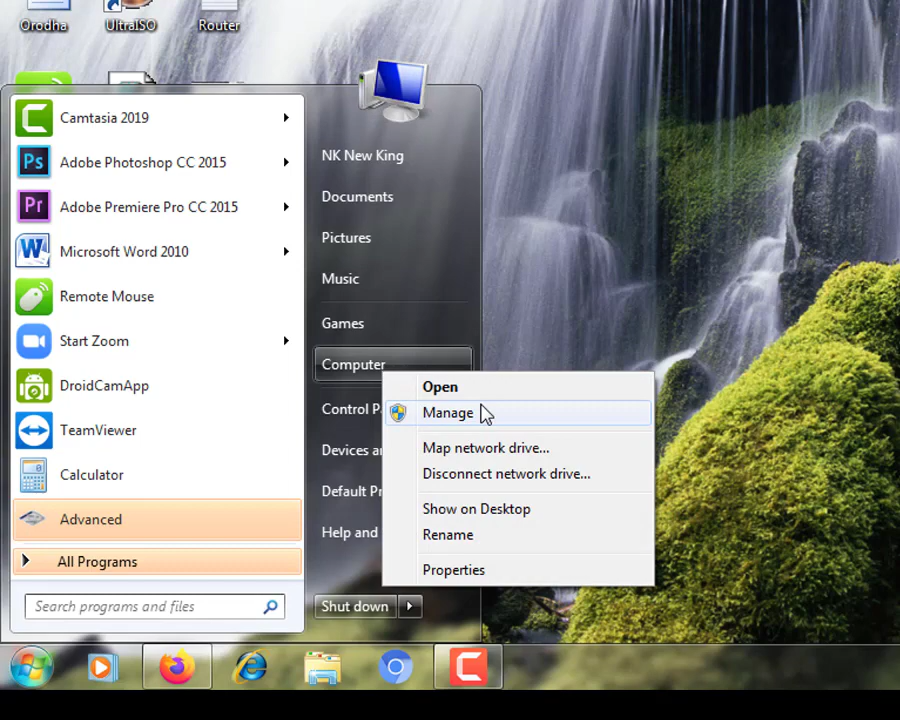 Orodha
UltraISO
Router
Camtasia 2019
Ps
Adobe Photoshop CC 2015
Pr
Adobe Premiere Pro CC 2015
W
Microsoft Word 2010
Remote Mouse
Start Zoom
DroidCamApp
TeamViewer
Calculator
Advanced
All Programs
Search programs and files
NK New King
Documents
Pictures
Music
Games
Computer
Control P
Devices a
Default Pr
Help and
Shut down
Open
Manage
Map network drive...
Disconnect network drive...
Show on Desktop
Rename
Properties